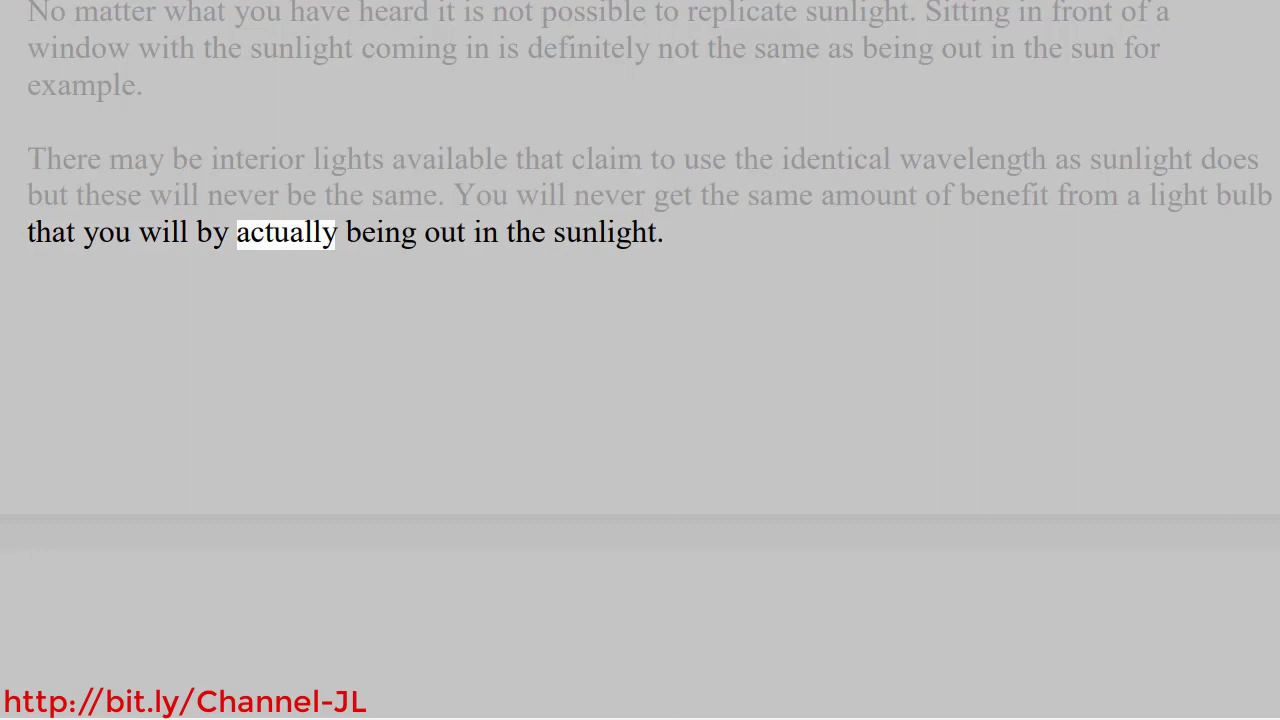 No matter what you have heard it is not possible to replicate sunlight. Sitting in front of a
window with the sunlight coming in is definitely not the same as being out in the sun for
example.
There may be interior lights available that claim to use the identical wavelength as sunlight does
but these will never be the same. You will never get the same amount of benefit from a light bulb
that you will by actually being out in the sunlight.
http://bit.ly/Channel-JL